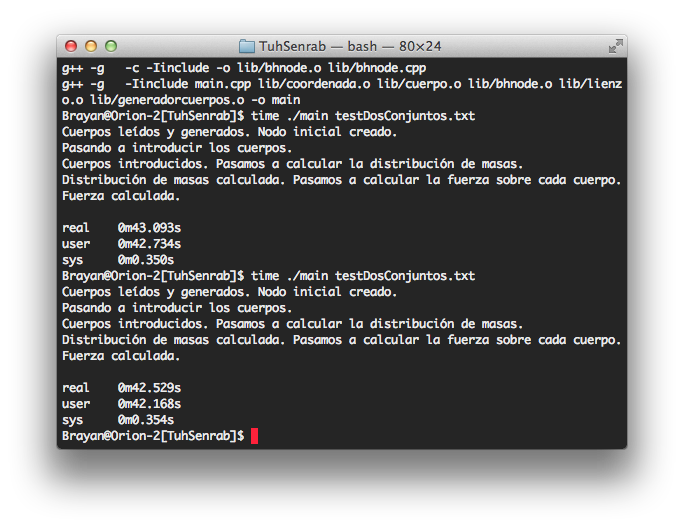 TuhSenrab — bash — 80×24
g++ -g   -c -Iinclude -o lib/bhnode.o lib/bhnode.cpp
g++ -g   -Iinclude main.cpp lib/coordenada.o lib/cuerpo.o lib/bhnode.o lib/lienz
o.o lib/generadorcuerpos.o -o main
Brayan@Orion-2[TuhSenrab]$ time ./main testDosConjuntos.txt
Cuerpos leídos y generados. Nodo inicial creado.
Pasando a introducir los cuerpos.
Cuerpos introducidos. Pasamos a calcular la distribución de masas.
Distribución de masas calculada. Pasamos a calcular la fuerza sobre cada cuerpo.
Fuerza calculada.

real    0m43.093s
user    0m42.734s
sys     0m0.350s
Brayan@Orion-2[TuhSenrab]$ time ./main testDosConjuntos.txt
Cuerpos leídos y generados. Nodo inicial creado.
Pasando a introducir los cuerpos.
Cuerpos introducidos. Pasamos a calcular la distribución de masas.
Distribución de masas calculada. Pasamos a calcular la fuerza sobre cada cuerpo.
Fuerza calculada.

real    0m42.529s
user    0m42.168s
sys     0m0.354s
Brayan@Orion-2[TuhSenrab]$